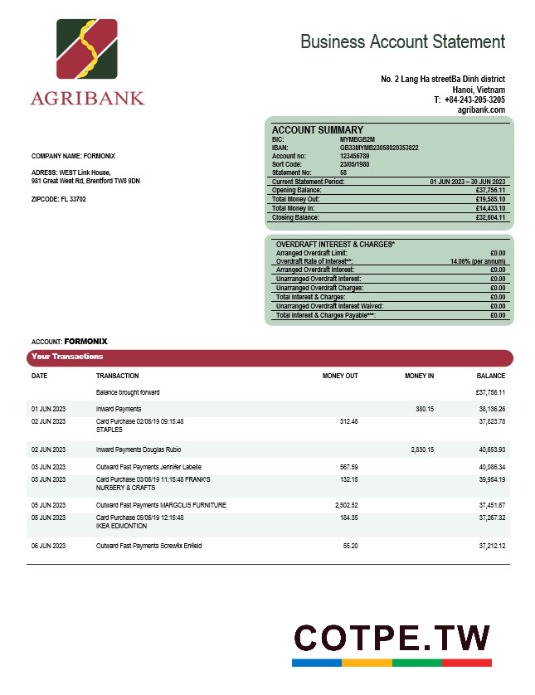 AGRIBANK
Business Account Statement
No. 2 Lang Ha streetBa Dinh district
Hanoi, Vietnam
T: +84-243-205-3205
agribank.com
COMPANY NAME: FORMONIX
ADRESS: WEST Link House,
981 Great West Rd, Brentford TW8 9DN
ZIPCODE: FL 33702
ACCOUNT SUMMARY
BIC: MYMBGB2M
IBAN: GB33MYMB23058020353822
Account no: 123456789
Sort Code: 23/05/1980
Statement No: 58
Current Statement Period: 01 JUN 2023 – 30 JUN 2023
Opening Balance: £37,756.11
Total Money Out: £19,585.10
Total Money In: £14,433.10
Closing Balance: £32,604.11
OVERDRAFT INTEREST & CHARGES*
Arranged Overdraft Limit: £0.00
Overdraft Rate of Interest**: 14.06% (per annum)
Arranged Overdraft Interest: £0.00
Unarranged Overdraft Interest: £0.00
Unarranged Overdraft Charges: £0.00
Total Interest & Charges: £0.00
Unarranged Overdraft Interest Waived: £0.00
Total Interest & Charges Payable***: £0.00
ACCOUNT: FORMONIX
Your Transactions
DATE TRANSACTION MONEY OUT MONEY IN BALANCE
Balance brought forward £37,756.11
01 JUN 2023 Inward Payments 380.15 38,136.26
02 JUN 2023 Card Purchase 02/06/19 09:15:48 312.48 37,823.78
STAPLES
02 JUN 2023 Inward Payments Douglas Rubio 2,830.15 40,653.93
03 JUN 2023 Outward Fast Payments Jennifer Labelle 567.59 40,086.34
03 JUN 2023 Card Purchase 03/06/19 11:15:48 FRANK'S 132.15 39,954.19
NURSERY & CRAFTS
05 JUN 2023 Outward Fast Payments MARGOLIS FURNITURE 2,502.52 37,451.67
05 JUN 2023 Card Purchase 05/06/19 12:15:48 184.35 37,267.32
IKEA EDMONTION
06 JUN 2023 Outward Fast Payments Screwfix Enfield 55.20 37,212.12
COTPE.TW